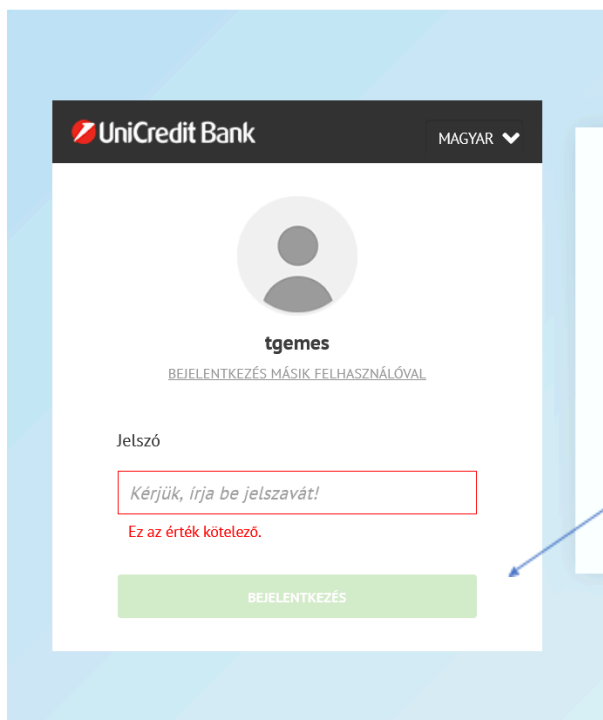 UniCredit Bank
MAGYAR
tgemes
BEJELENTKEZÉS MÁSIK FELHASZNÁLÓVAL
Jelszó
Kérjük, írja be jelszavát!
Ez az érték kötelező.
BEJELENTKEZÉS